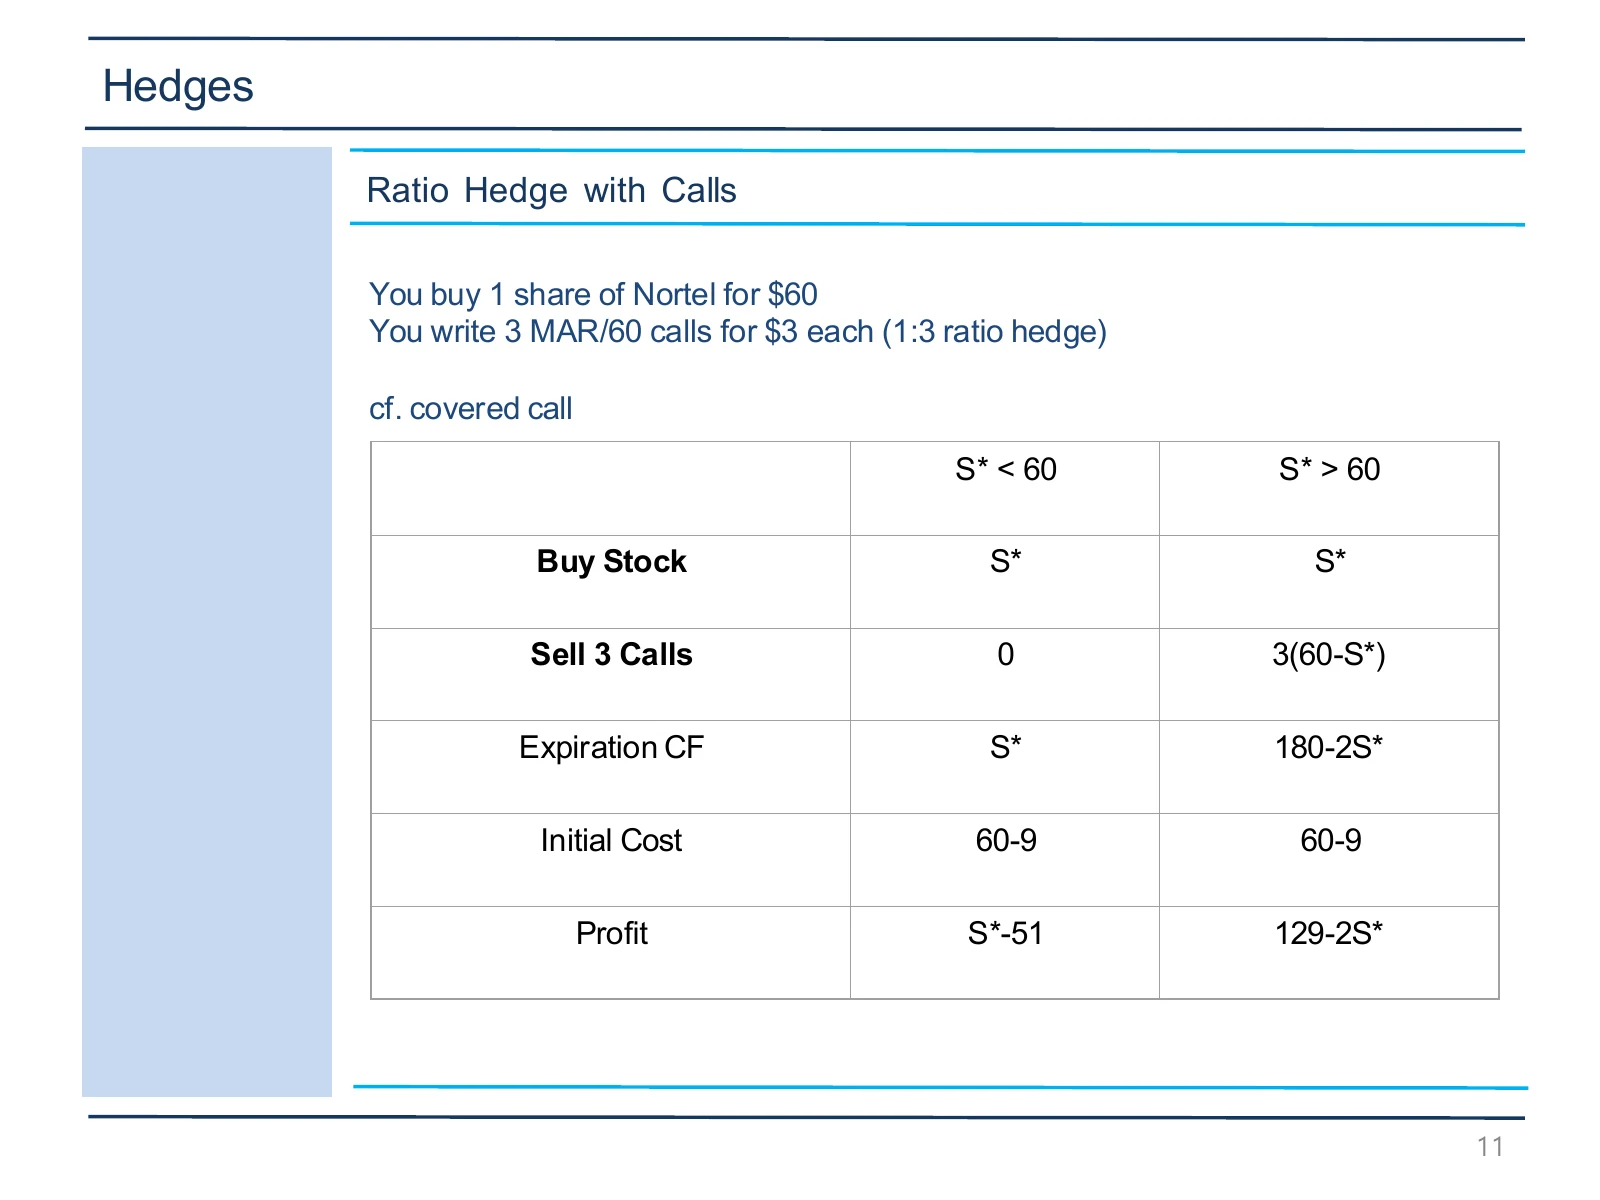 Hedges
Ratio Hedge with Calls
You buy 1 share of Nortel for $60
You write 3 MAR/60 calls for $3 each (1:3 ratio hedge)
cf. covered call
S* < 60 S* > 60
Buy Stock S* S*
Sell 3 Calls 0 3(60-S*)
Expiration CF S* 180-2S*
Initial Cost 60-9 60-9
Profit S*-51 129-2S*
11